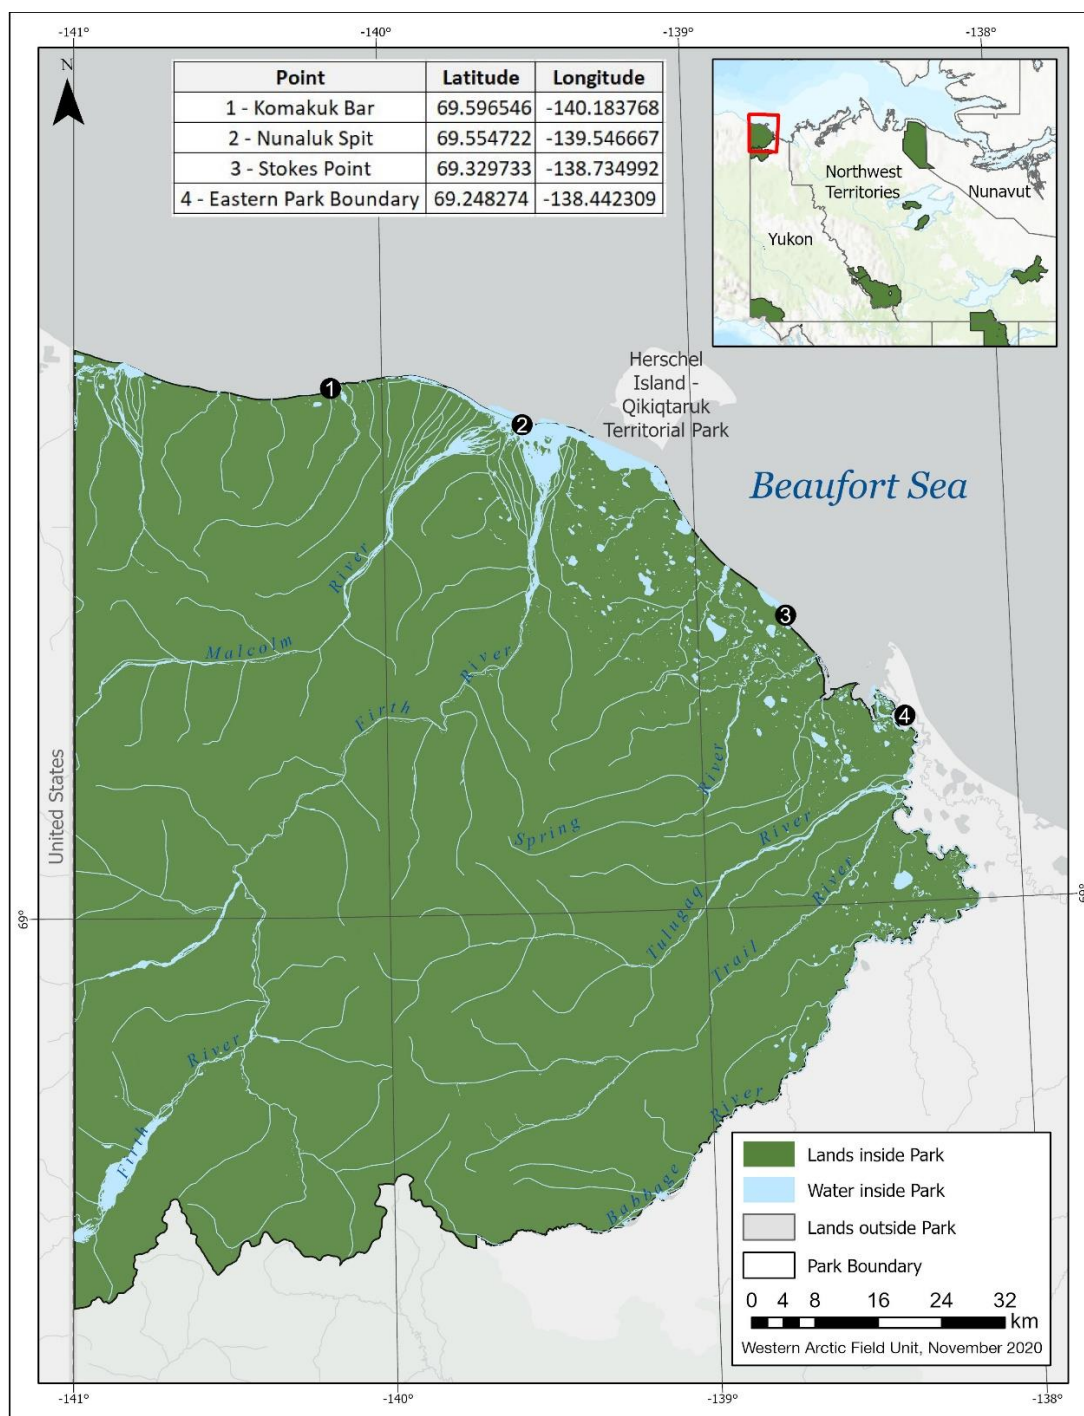 -141°
-140°
-139°
-138°
N
Point Latitude Longitude
1 - Komakuk Bar 69.596546 -140.183768
2 - Nunaluk Spit 69.554722 -139.546667
3 - Stokes Point 69.329733 -138.734992
4 - Eastern Park Boundary 69.248274 -138.442309
Northwest
Territories
Nunavut
Yukon
Herschel
Island -
Qikiqtaruk
Territorial Park
1
2
Beaufort Sea
3
4
Malcolm River
Firth River
Spring River
Tulugaq River
Trail River
United States
69°
69°
Firth River
Babbage River
Lands inside Park
Water inside Park
Lands outside Park
Park Boundary
0 4 8 16 24 32
km
Western Arctic Field Unit, November 2020
-141°
-140°
-139°
-138°